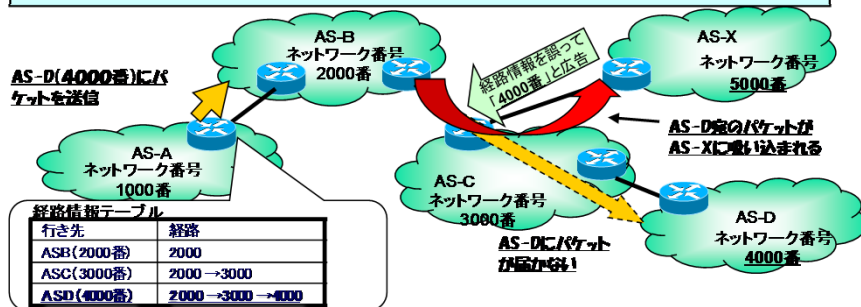 AS-B
ネットワーク番号
2000番
AS-X
ネットワーク番号
5000番
経路情報を誤って
「4000番」と広告
AS-D(4000番)にパ
ケットを送信
AS-D宛のパケットが
AS-Xに吸い込まれる
AS-A
ネットワーク番号
1000番
AS-C
ネットワーク番号
3000番
AS-D
ネットワーク番号
4000番
AS-Dにパケット
が届かない
経路情報テーブル
行き先 経路
ASB(2000番) 2000
ASC(3000番) 2000→3000
ASD(4000番) 2000→3000→4000